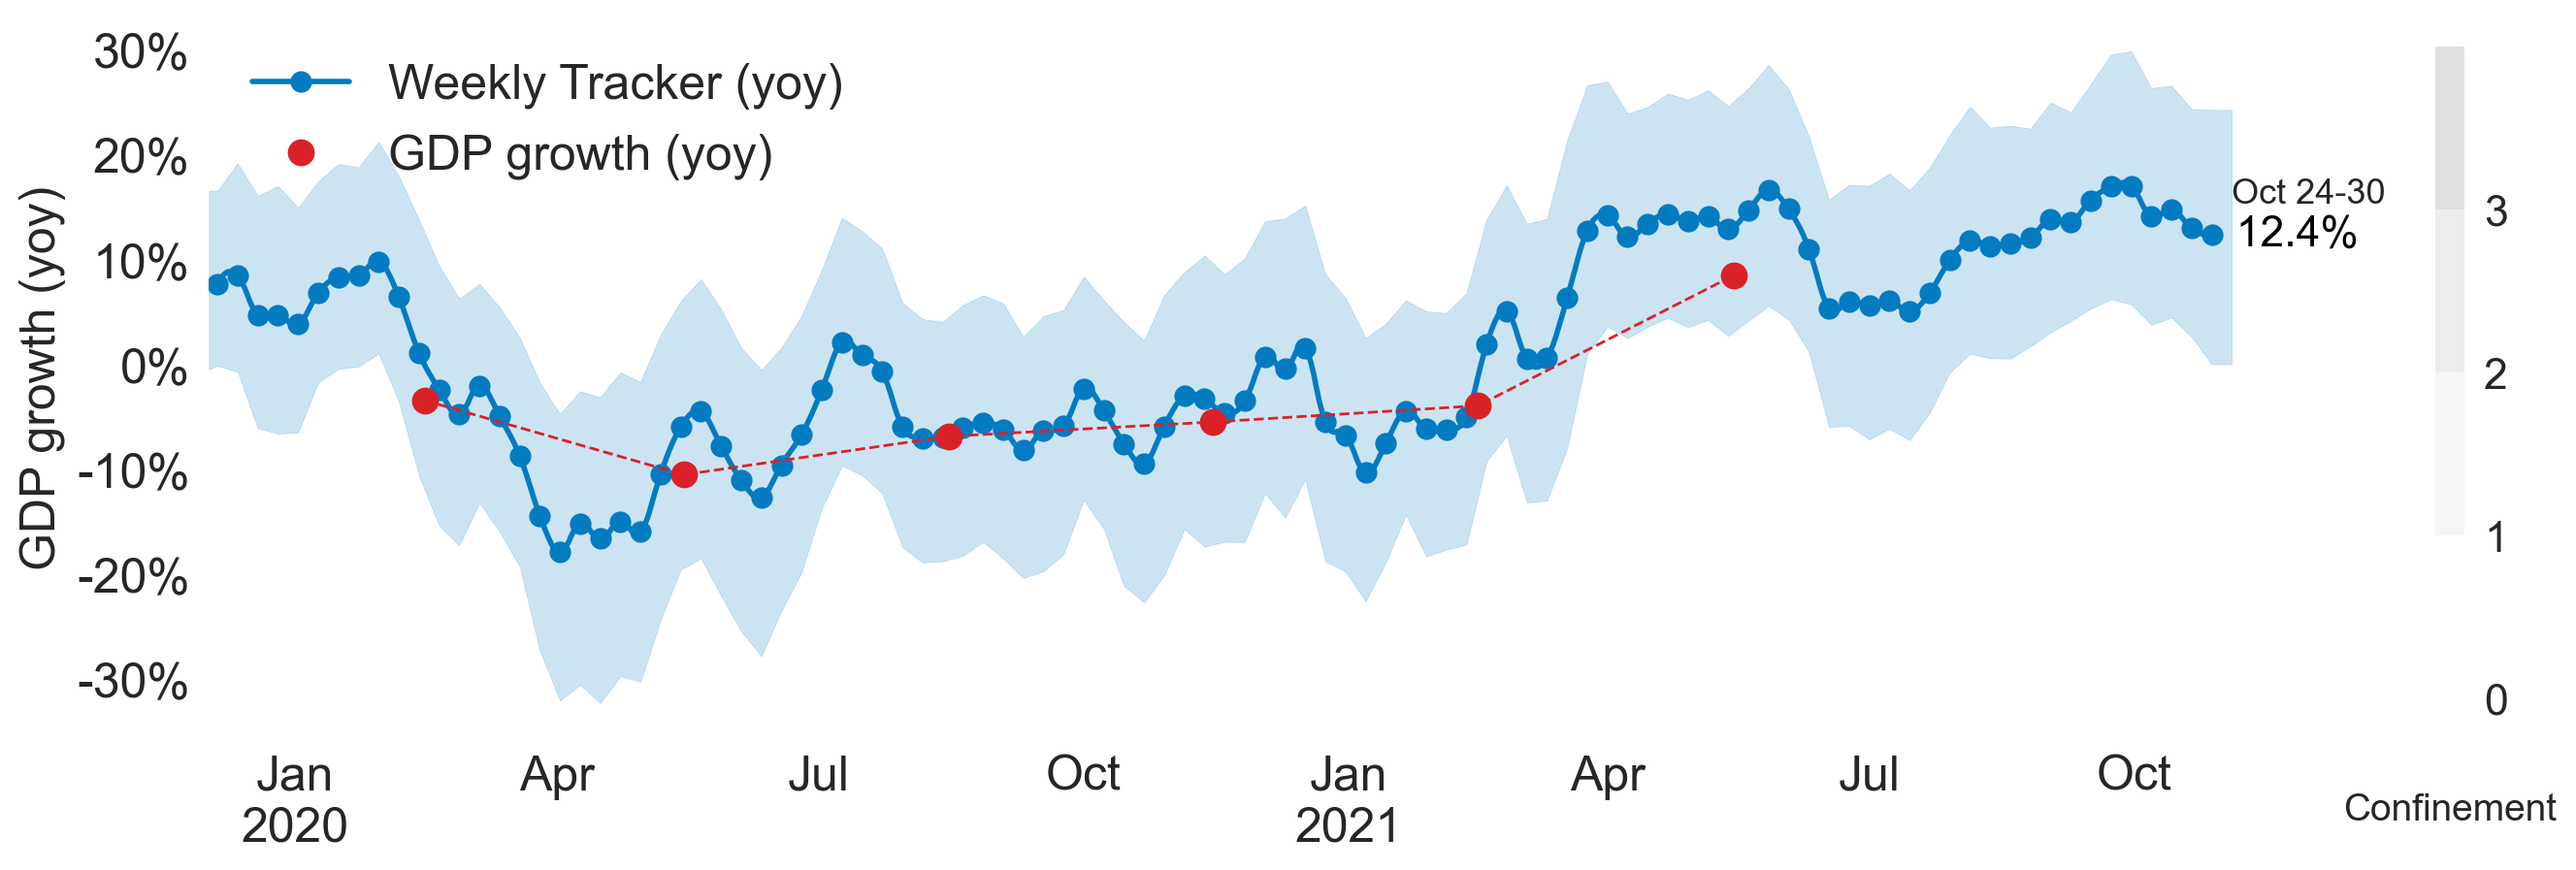 30%
20%
10%
0%
-10%
-20%
-30%
GDP growth (yoy)
Weekly Tracker (yoy)
GDP growth (yoy)
Oct 24-30
12.4%
3
2
1
0
Jan Apr Jul Oct Jan Apr Jul Oct
2020 2021
Confinement